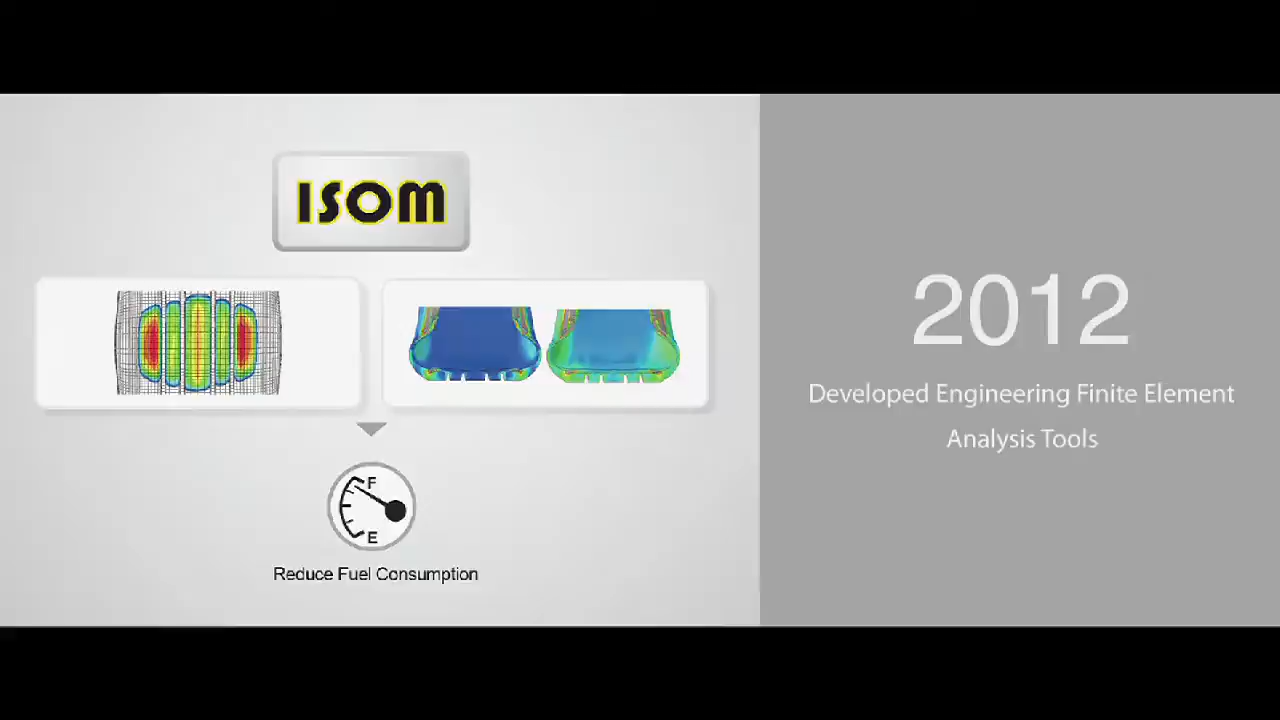 ISOM
F
E
Reduce Fuel Consumption
2012
Developed Engineering Finite Element
Analysis Tools